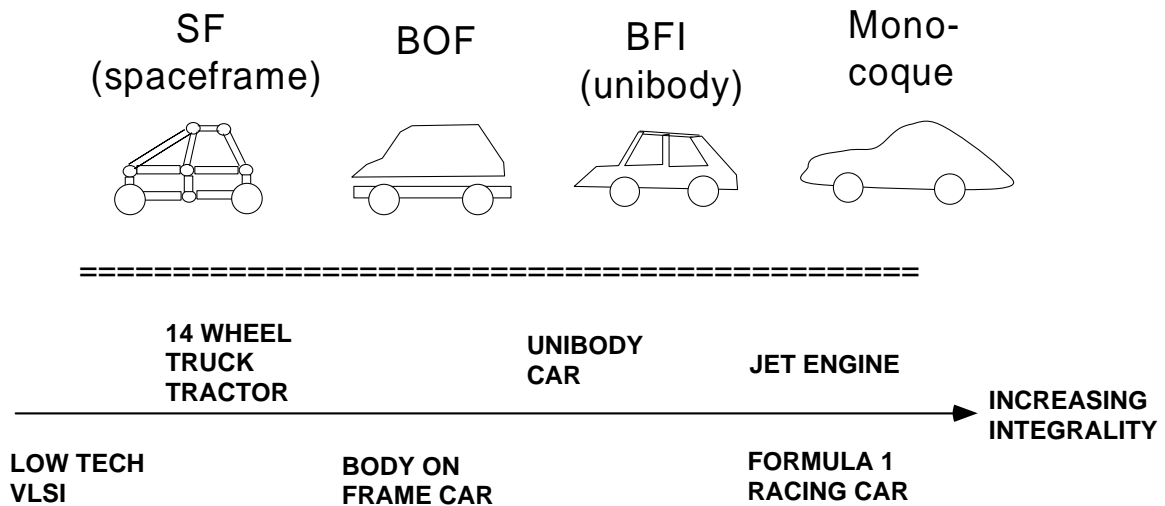 SF
(spaceframe)
BOF
BFI
(unibody)
Mono-
coque
============================================
14 WHEEL
TRUCK
TRACTOR
UNIBODY
CAR
JET ENGINE
INCREASING
INTEGRALITY
LOW TECH
VLSI
BODY ON
FRAME CAR
FORMULA 1
RACING CAR